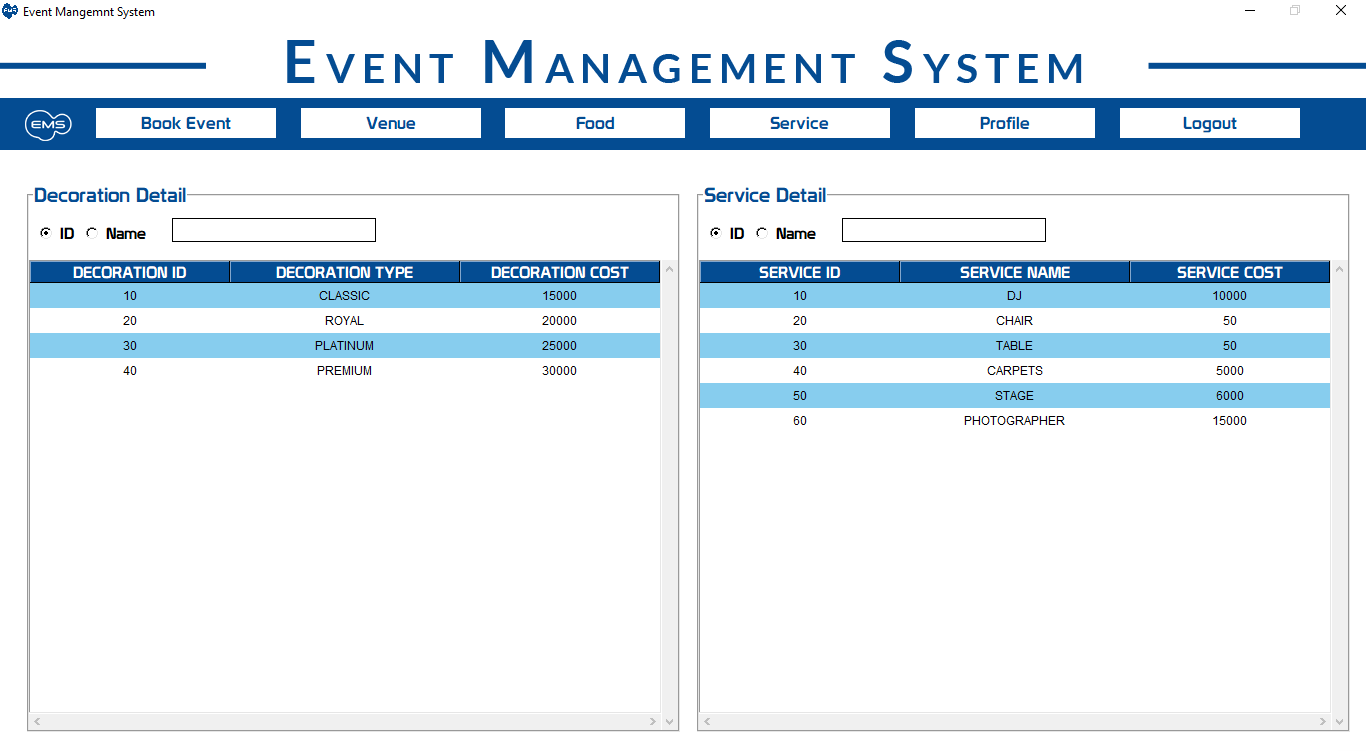 Event Mangemnt System
EVENT MANAGEMENT SYSTEM
EMS Book Event Venue Food Service Profile Logout
Decoration Detail
ID Name
DECORATION ID DECORATION TYPE DECORATION COST
10 CLASSIC 15000
20 ROYAL 20000
30 PLATINUM 25000
40 PREMIUM 30000
Service Detail
ID Name
SERVICE ID SERVICE NAME SERVICE COST
10 DJ 10000
20 CHAIR 50
30 TABLE 50
40 CARPETS 5000
50 STAGE 6000
60 PHOTOGRAPHER 15000